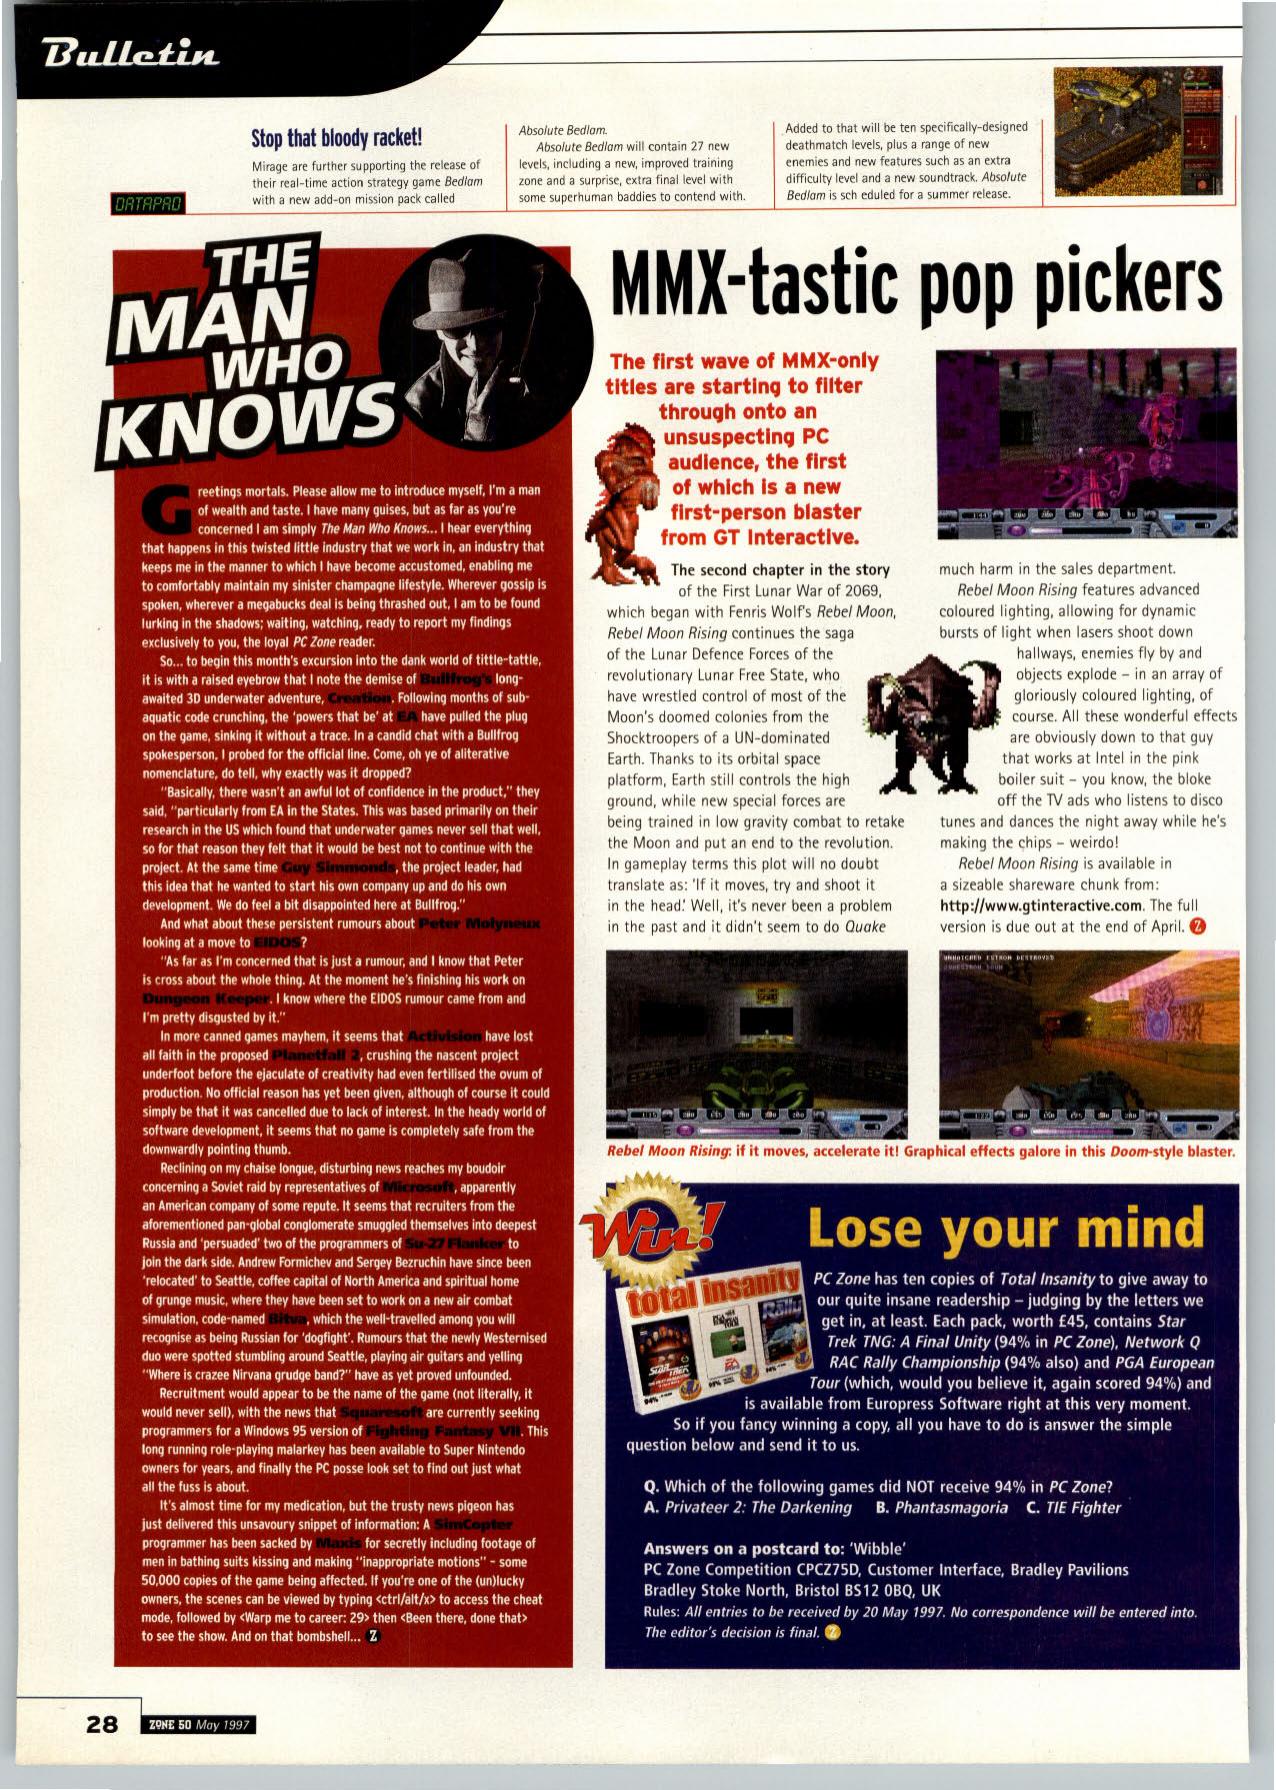 Bulletin
DATAPAD
Stop that bloody racket!
Mirage are further supporting the release of
their real-time action strategy game Bedlam
with a new add-on mission pack called
Absolute Bedlam.
Absolute Bedlam will contain 27 new
levels, including a new, improved training
zone and a surprise, extra final level with
some superhuman baddies to contend with.
Added to that will be ten specifically-designed
deathmatch levels, plus a range of new
enemies and new features such as an extra
difficulty level and a new soundtrack. Absolute
Bedlam is sch eduled for a summer release.
THE
MAN
WHO
KNOWS
Greetings mortals. Please allow me to introduce myself, I'm a man
of wealth and taste. I have many guises, but as far as you're
concerned I am simply The Man Who Knows... I hear everything
that happens in this twisted little industry that we work in, an industry that
keeps me in the manner to which I have become accustomed, enabling me
to comfortably maintain my sinister champagne lifestyle. Wherever gossip is
spoken, wherever a megabucks deal is being thrashed out, I am to be found
lurking in the shadows; waiting, watching, ready to report my findings
exclusively to you, the loyal PC Zone reader.
So... to begin this month's excursion into the dank world of tittle-tattle,
it is with a raised eyebrow that I note the demise of Bullfrog's long-
awaited 3D underwater adventure, Creation. Following months of sub-
aquatic code crunching, the 'powers that be' at EA have pulled the plug
on the game, sinking it without a trace. In a candid chat with a Bullfrog
spokesperson, I probed for the official line. Come, oh ye of aliterative
nomenclature, do tell, why exactly was it dropped?
"Basically, there wasn't an awful lot of confidence in the product," they
said, "particularly from EA in the States. This was based primarily on their
research in the US which found that underwater games never sell that well,
so for that reason they felt that it would be best not to continue with the
project. At the same time Guy Simmonds, the project leader, had
this idea that he wanted to start his own company up and do his own
development. We do feel a bit disappointed here at Bullfrog."
And what about these persistent rumours about Peter Molyneux
looking at a move to EIDOS?
"As far as I'm concerned that is just a rumour, and I know that Peter
is cross about the whole thing. At the moment he's finishing his work on
Dungeon Keeper. I know where the EIDOS rumour came from and
I'm pretty disgusted by it."
In more canned games mayhem, it seems that Activision have lost
all faith in the proposed Planetfall 2, crushing the nascent project
underfoot before the ejaculate of creativity had even fertilised the ovum of
production. No official reason has yet been given, although of course it could
simply be that it was cancelled due to lack of interest. In the heady world of
software development, it seems that no game is completely safe from the
downwardly pointing thumb.
Reclining on my chaise longue, disturbing news reaches my boudoir
concerning a Soviet raid by representatives of Microsoft, apparently
an American company of some repute. It seems that recruiters from the
aforementioned pan-global conglomerate smuggled themselves into deepest
Russia and 'persuaded' two of the programmers of Su-27 Flanker to
join the dark side. Andrew Formichev and Sergey Bezruchin have since been
'relocated' to Seattle, coffee capital of North America and spiritual home
of grunge music, where they have been set to work on a new air combat
simulation, code-named Bitva, which the well-travelled among you will
recognise as being Russian for 'dogfight'. Rumours that the newly Westernised
duo were spotted stumbling around Seattle, playing air guitars and yelling
"Where is crazee Nirvana grudge band?" have as yet proved unfounded.
Recruitment would appear to be the name of the game (not literally, it
would never sell), with the news that Squaresoft are currently seeking
programmers for a Windows 95 version of Fighting Fantasy VII. This
long running role-playing malarkey has been available to Super Nintendo
owners for years, and finally the PC posse look set to find out just what
all the fuss is about.
It's almost time for my medication, but the trusty news pigeon has
just delivered this unsavoury snippet of information: A SimCopter
programmer has been sacked by Maxis for secretly including footage of
men in bathing suits kissing and making "inappropriate motions" – some
50,000 copies of the game being affected. If you're one of the (un)lucky
owners, the scenes can be viewed by typing <ctrl/alt/x> to access the cheat
mode, followed by <Warp me to career: 29> then <Been there, done that>
to see the show. And on that bombshell... Z
MMX-tastic pop pickers
The first wave of MMX-only
titles are starting to filter
through onto an
unsuspecting PC
audience, the first
of which is a new
first-person blaster
from GT Interactive.
The second chapter in the story
of the First Lunar War of 2069,
which began with Fenris Wolf's Rebel Moon,
Rebel Moon Rising continues the saga
of the Lunar Defence Forces of the
revolutionary Lunar Free State, who
have wrestled control of most of the
Moon's doomed colonies from the
Shocktroopers of a UN-dominated
Earth. Thanks to its orbital space
platform, Earth still controls the high
ground, while new special forces are
being trained in low gravity combat to retake
the Moon and put an end to the revolution.
In gameplay terms this plot will no doubt
translate as: 'If it moves, try and shoot it
in the head.' Well, it's never been a problem
in the past and it didn't seem to do Quake
much harm in the sales department.
Rebel Moon Rising features advanced
coloured lighting, allowing for dynamic
bursts of light when lasers shoot down
hallways, enemies fly by and
objects explode – in an array of
gloriously coloured lighting, of
course. All these wonderful effects
are obviously down to that guy
that works at Intel in the pink
boiler suit – you know, the bloke
off the TV ads who listens to disco
tunes and dances the night away while he's
making the chips – weirdo!
Rebel Moon Rising is available in
a sizeable shareware chunk from:
http://www.gtinteractive.com. The full
version is due out at the end of April. Z
Rebel Moon Rising: if it moves, accelerate it! Graphical effects galore in this Doom-style blaster.
Win!
total insanity
Lose your mind
PC Zone has ten copies of Total Insanity to give away to
our quite insane readership – judging by the letters we
get in, at least. Each pack, worth £45, contains Star
Trek TNG: A Final Unity (94% in PC Zone), Network Q
RAC Rally Championship (94% also) and PGA European
Tour (which, would you believe it, again scored 94%) and
is available from Europress Software right at this very moment.
So if you fancy winning a copy, all you have to do is answer the simple
question below and send it to us.
Q. Which of the following games did NOT receive 94% in PC Zone?
A. Privateer 2: The Darkening B. Phantasmagoria C. TIE Fighter
Answers on a postcard to: 'Wibble'
PC Zone Competition CPCZ75D, Customer Interface, Bradley Pavilions
Bradley Stoke North, Bristol BS12 0BQ, UK
Rules: All entries to be received by 20 May 1997. No correspondence will be entered into.
The editor's decision is final. Z
28 ZONE 50 May 1997